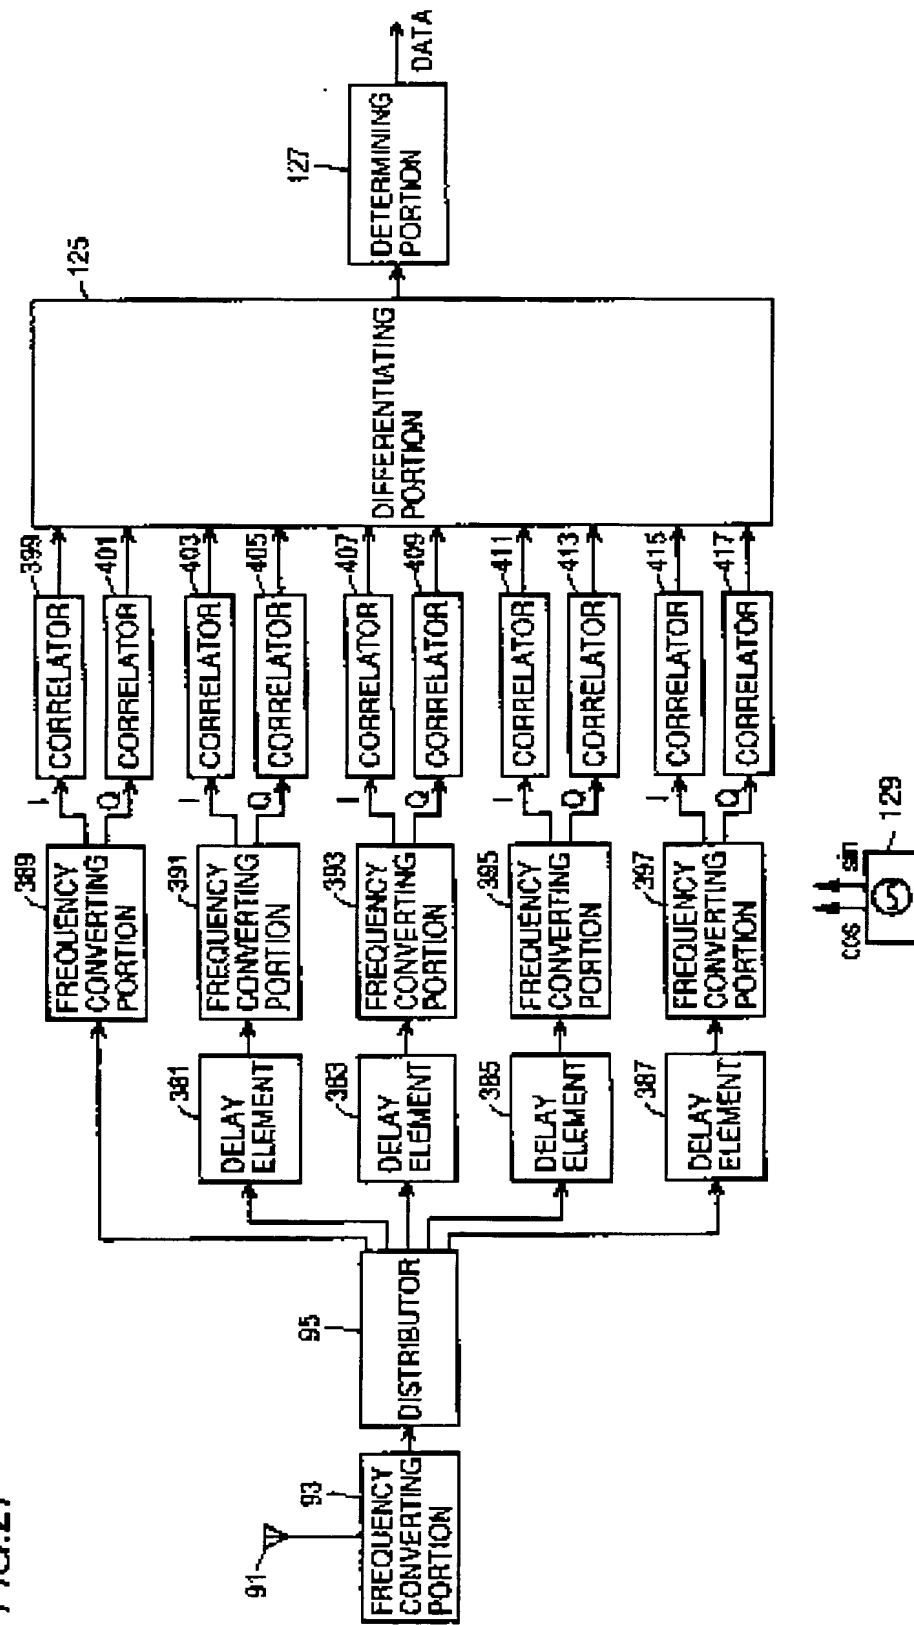 FIG.27
91
93
FREQUENCY
CONVERTING
PORTION
95
DISTRIBUTOR
381
DELAY
ELEMENT
383
DELAY
ELEMENT
385
DELAY
ELEMENT
387
DELAY
ELEMENT
389
FREQUENCY
CONVERTING
PORTION
391
FREQUENCY
CONVERTING
PORTION
393
FREQUENCY
CONVERTING
PORTION
395
FREQUENCY
CONVERTING
PORTION
397
FREQUENCY
CONVERTING
PORTION
I
Q
I
Q
I
Q
I
Q
I
Q
399
CORRELATOR
401
CORRELATOR
403
CORRELATOR
405
CORRELATOR
407
CORRELATOR
409
CORRELATOR
411
CORRELATOR
413
CORRELATOR
415
CORRELATOR
417
CORRELATOR
125
DIFFERENTIATING
PORTION
127
DETERMINING
PORTION
DATA
cos
sin
129